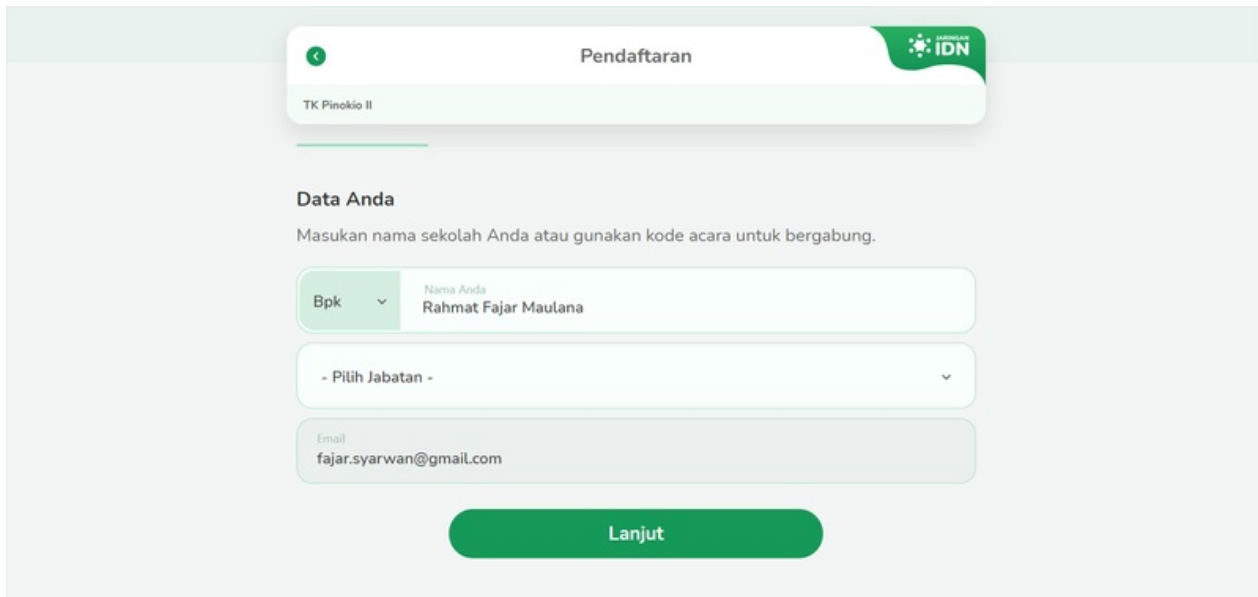 Pendaftaran
JARINGAN
IDN
TK Pinokio II
Data Anda
Masukan nama sekolah Anda atau gunakan kode acara untuk bergabung.
Bpk
Nama Anda
Rahmat Fajar Maulana
- Pilih Jabatan -
Email
fajar.syarwan@gmail.com
Lanjut